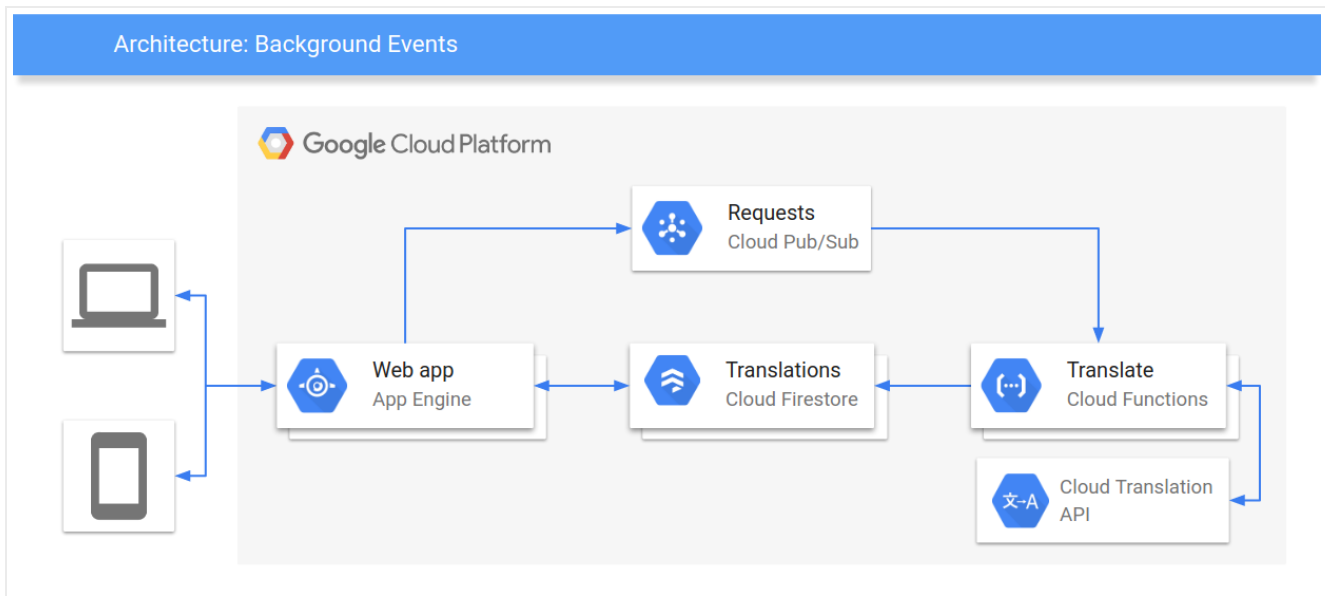 Architecture: Background Events
Google Cloud Platform
Requests
Cloud Pub/Sub
Web app
App Engine
Translations
Cloud Firestore
Translate
Cloud Functions
文→A
Cloud Translation
API